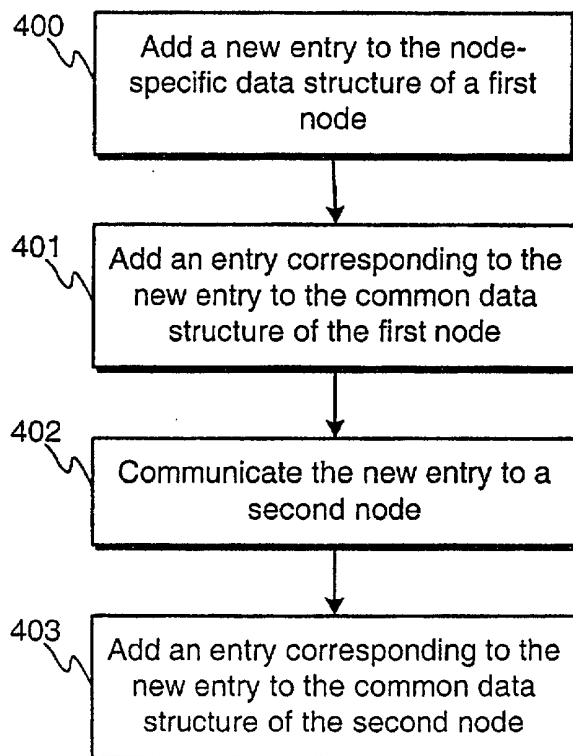 400
Add a new entry to the node-
specific data structure of a first
node
401
Add an entry corresponding to the
new entry to the common data
structure of the first node
402
Communicate the new entry to a
second node
403
Add an entry corresponding to the
new entry to the common data
structure of the second node